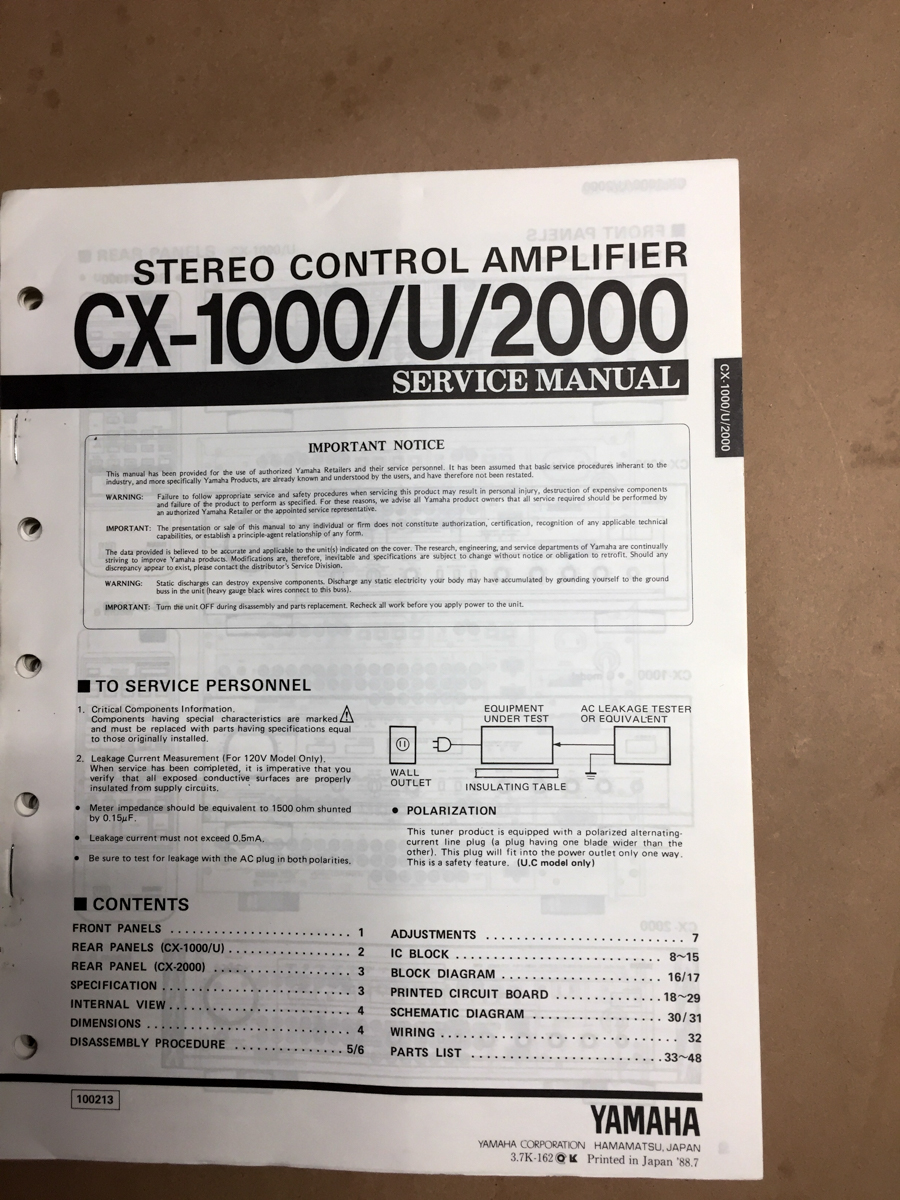 STEREO CONTROL AMPLIFIER
CX-1000/U/2000
SERVICE MANUAL
CX-1000/U/2000
IMPORTANT NOTICE
This manual has been provided for the use of authorized Yamaha Retailers and their service personnel. It has been assumed that basic service procedures inherant to the
industry, and more specifically Yamaha Products, are already known and understood by the users, and have therefore not been restated.
WARNING: Failure to follow appropriate service and safety procedures when servicing this product may result in personal injury, destruction of expensive components
and failure of the product to perform as specified. For these reasons, we advise all Yamaha product owners that all service required should be performed by
an authorized Yamaha Retailer or the appointed service representative.
IMPORTANT: The presentation or sale of this manual to any individual or firm does not constitute authorization, certification, recognition of any applicable technical
capabilities, or establish a principle-agent relationship of any form.
The data provided is believed to be accurate and applicable to the unit(s) indicated on the cover. The research, engineering, and service departments of Yamaha are continually
striving to improve Yamaha products. Modifications are, therefore, inevitable and specifications are subject to change without notice or obligation to retrofit. Should any
discrepancy appear to exist, please contact the distributor's Service Division.
WARNING: Static discharges can destroy expensive components. Discharge any static electricity your body may have accumulated by grounding yourself to the ground
buss in the unit (heavy gauge black wires connect to this buss).
IMPORTANT: Turn the unit OFF during disassembly and parts replacement. Recheck all work before you apply power to the unit.
■ TO SERVICE PERSONNEL
1. Critical Components Information.
Components having special characteristics are marked ⚠
and must be replaced with parts having specifications equal
to those originally installed.
2. Leakage Current Measurement (For 120V Model Only).
When service has been completed, it is imperative that you
verify that all exposed conductive surfaces are properly
insulated from supply circuits.
● Meter impedance should be equivalent to 1500 ohm shunted
by 0.15µF.
● Leakage current must not exceed 0.5mA.
● Be sure to test for leakage with the AC plug in both polarities.
EQUIPMENT
UNDER TEST
AC LEAKAGE TESTER
OR EQUIVALENT
WALL
OUTLET
INSULATING TABLE
● POLARIZATION
This tuner product is equipped with a polarized alternating-
current line plug (a plug having one blade wider than the
other). This plug will fit into the power outlet only one way.
This is a safety feature. (U.C model only)
■ CONTENTS
FRONT PANELS .......................... 1
REAR PANELS (CX-1000/U) .................. 2
REAR PANEL (CX-2000) .................... 3
SPECIFICATION .......................... 3
INTERNAL VIEW .......................... 4
DIMENSIONS ............................ 4
DISASSEMBLY PROCEDURE ............... 5/6
ADJUSTMENTS .......................... 7
IC BLOCK ............................ 8~15
BLOCK DIAGRAM ..................... 16/17
PRINTED CIRCUIT BOARD ............. 18~29
SCHEMATIC DIAGRAM ................ 30/31
WIRING ............................... 32
PARTS LIST ........................ 33~48
100213
YAMAHA
YAMAHA CORPORATION HAMAMATSU, JAPAN
3.7K-162 Printed in Japan '88.7